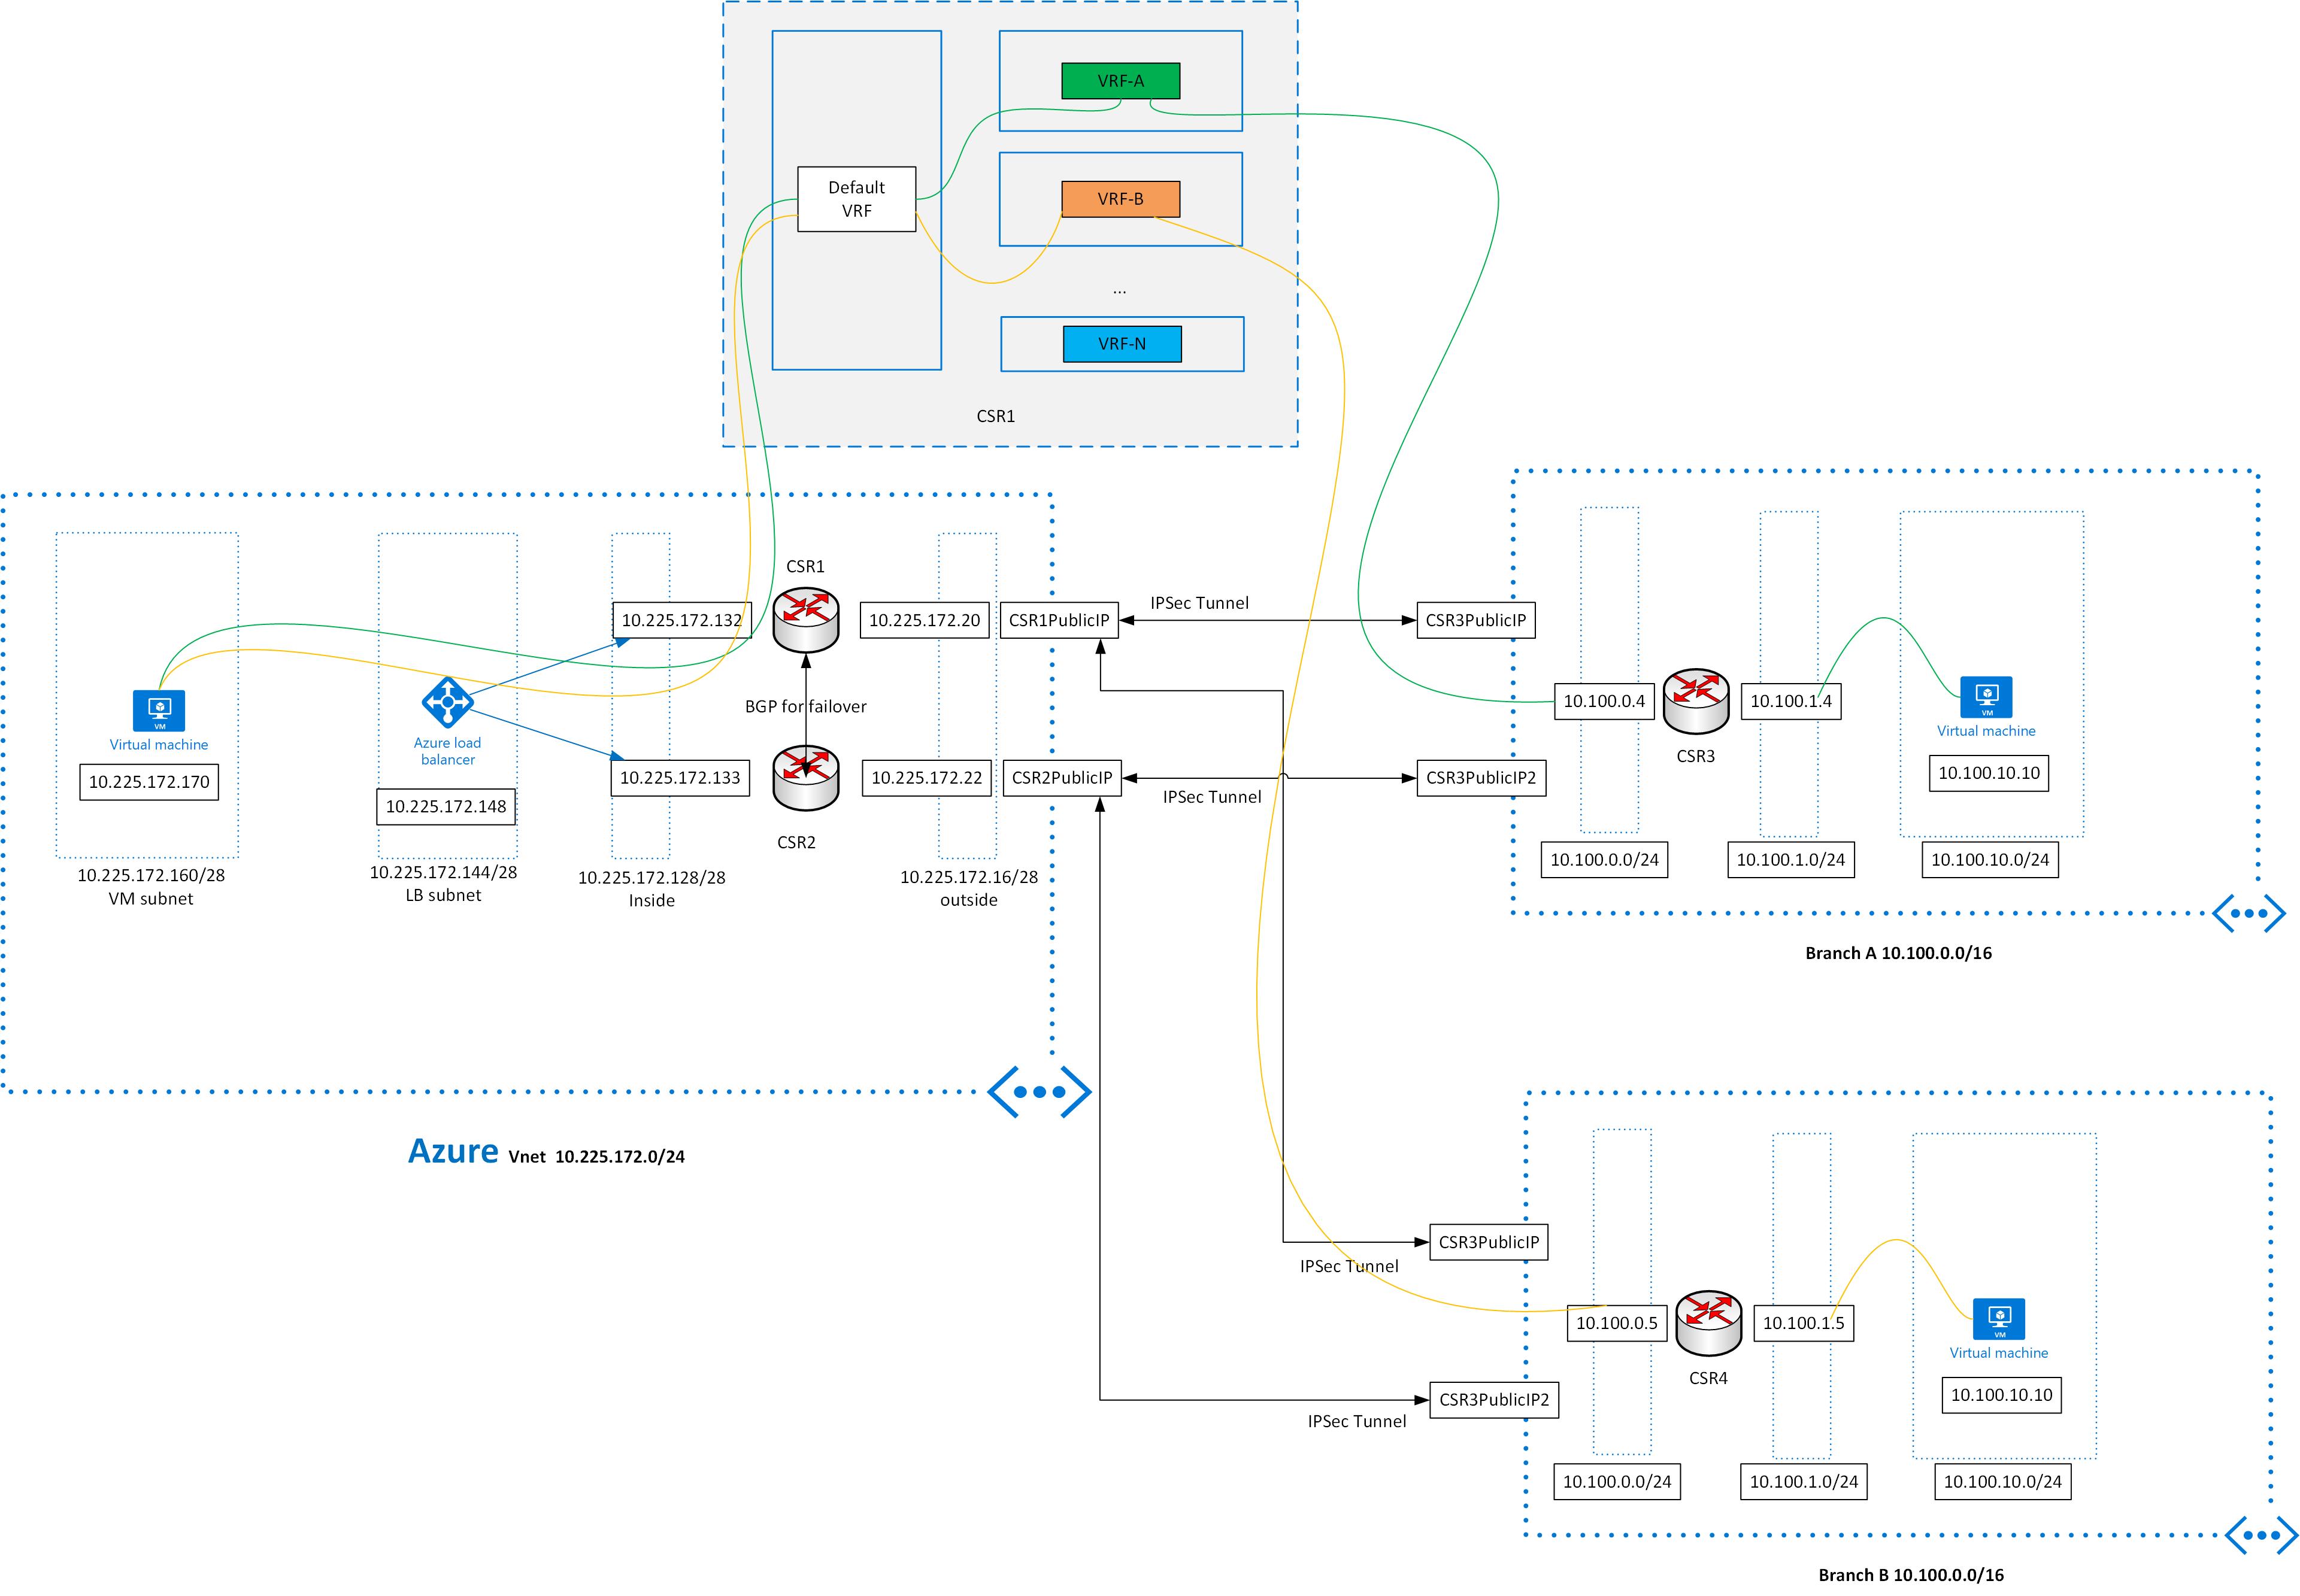 VRF-A
Default
VRF
VRF-B
...
VRF-N
CSR1
CSR1
10.225.172.132
10.225.172.20
CSR1PublicIP
IPSec Tunnel
CSR3PublicIP
BGP for failover
VM
Virtual machine
10.225.172.170
Azure load
balancer
10.225.172.148
10.225.172.133
10.225.172.22
CSR2PublicIP
IPSec Tunnel
CSR3PublicIP2
CSR2
10.225.172.160/28
VM subnet
10.225.172.144/28
LB subnet
10.225.172.128/28
Inside
10.225.172.16/28
outside
Azure Vnet 10.225.172.0/24
10.100.0.4
CSR3
10.100.1.4
VM
Virtual machine
10.100.10.10
10.100.0.0/24
10.100.1.0/24
10.100.10.0/24
Branch A 10.100.0.0/16
CSR3PublicIP
IPSec Tunnel
10.100.0.5
CSR4
10.100.1.5
VM
Virtual machine
10.100.10.10
CSR3PublicIP2
IPSec Tunnel
10.100.0.0/24
10.100.1.0/24
10.100.10.0/24
Branch B 10.100.0.0/16